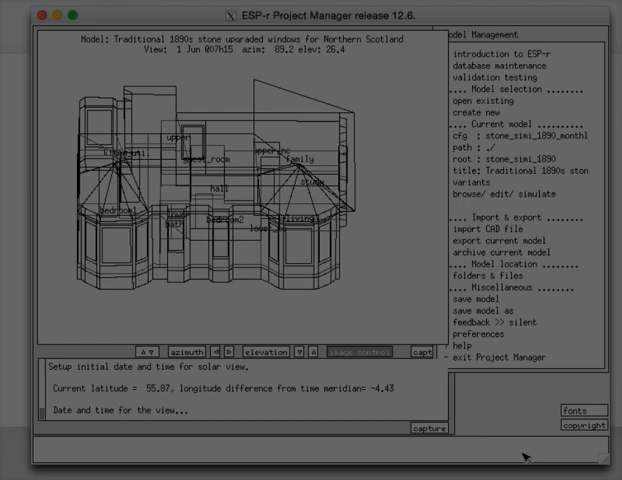 ESP-r Project Manager release 12.6.
Model: Traditional 1890s stone upgraded windows for Northern Scotland
View: 1 Jun @07h15 azim: 89.2 elev: 26.4
upper
guest_room
family
hall
study
bedroom1
bath
bedroom2
living
azimuth
elevation
image control
capt
Setup initial date and time for solar view.
Current latitude = 55.87, longitude difference from time meridian= -4.43
Date and time for the view...
capture
odel Management
introduction to ESP-r
database maintenance
validation testing
.... Model selection ........
open existing
create new
.... Current model ..........
cfg : stone_simi_1890_monthl
path : ./
root : stone_simi_1890
title: Traditional 1890s ston
variants
browse/ edit/ simulate
.... Import & export ........
import CAD file
export current model
archive current model
.... Model location ........
folders & files
.... Miscellaneous .........
save model
save model as
feedback >> silent
preferences
help
- exit Project Manager
fonts
copyright